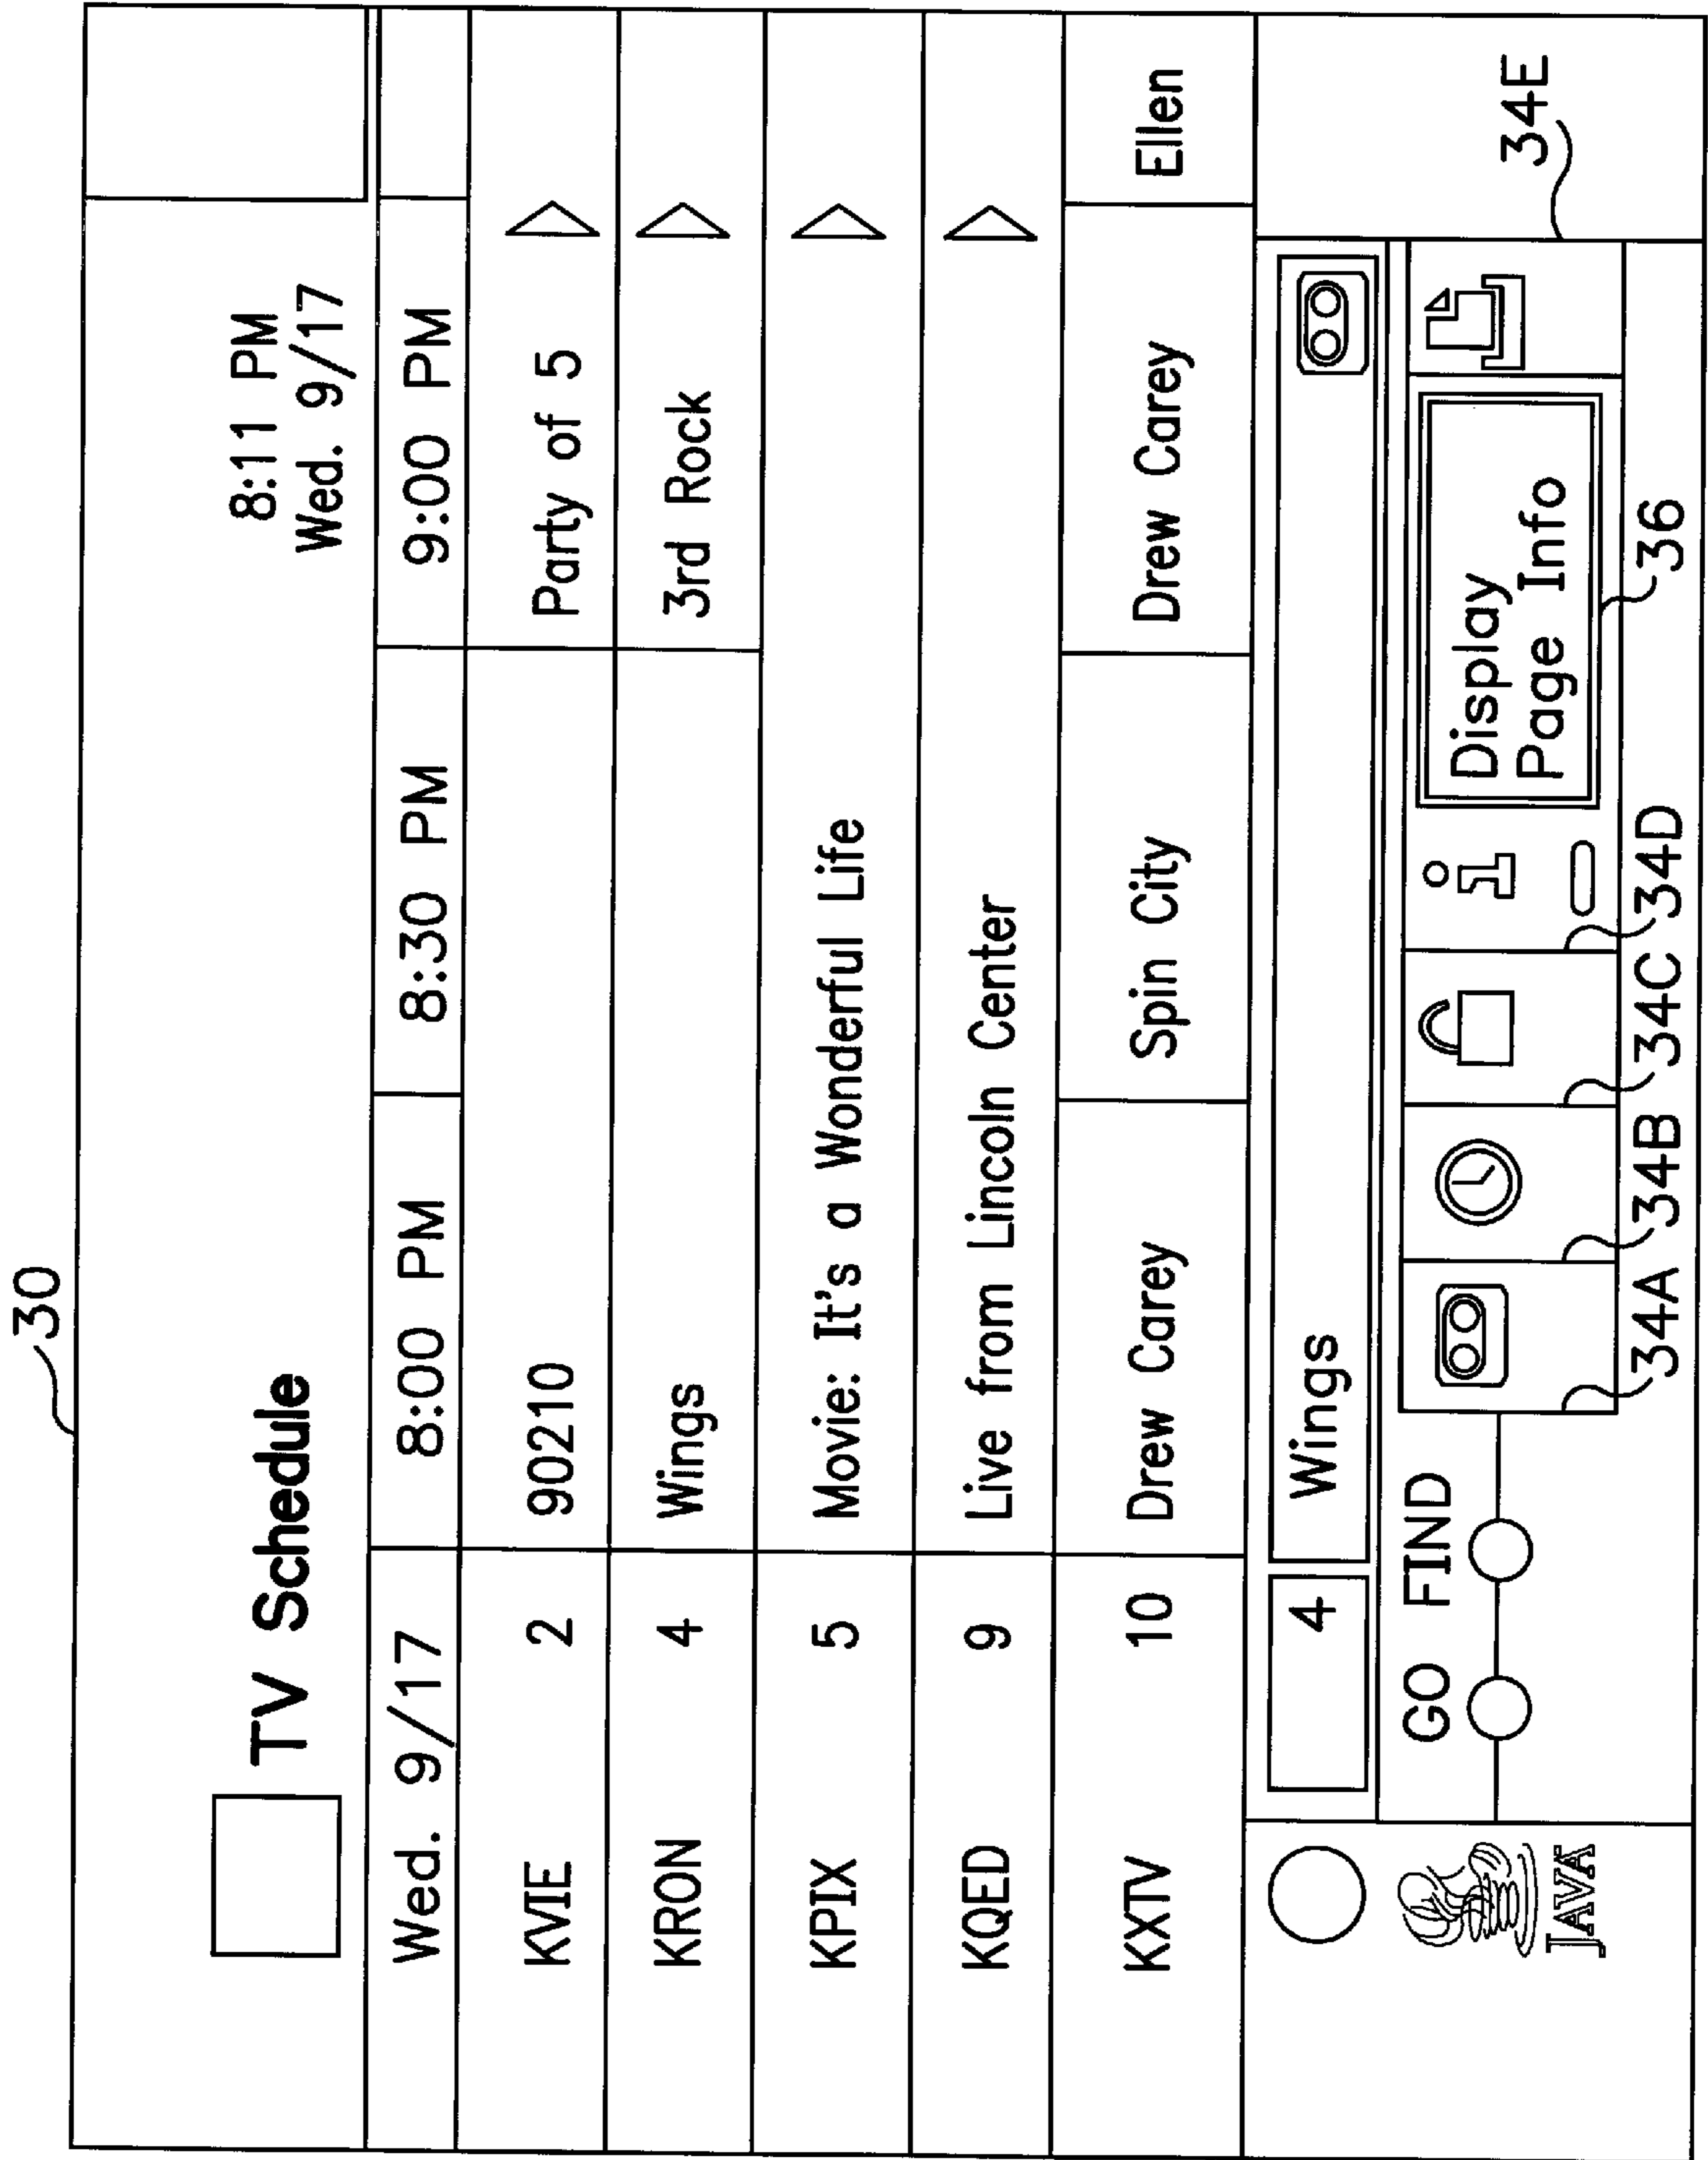 30
TV Schedule
8:11 PM
Wed. 9/17
Wed. 9/17 8:00 PM 8:30 PM 9:00 PM
KVIE 2 90210 Party of 5
KRON 4 Wings 3rd Rock
KPIX 5 Movie: It's a Wonderful Life
KQED 9 Live from Lincoln Center
KXTV 10 Drew Carey Spin City Drew Carey Ellen
4 Wings
GO FIND
Display
Page Info
34E
JAVA
34A 34B 34C 34D 36